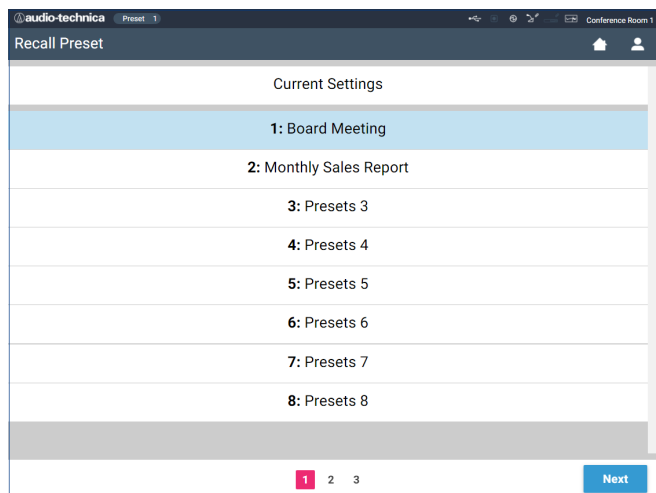 audio-technica Preset 1 Conference Room 1
Recall Preset
Current Settings
1: Board Meeting
2: Monthly Sales Report
3: Presets 3
4: Presets 4
5: Presets 5
6: Presets 6
7: Presets 7
8: Presets 8
1 2 3 Next